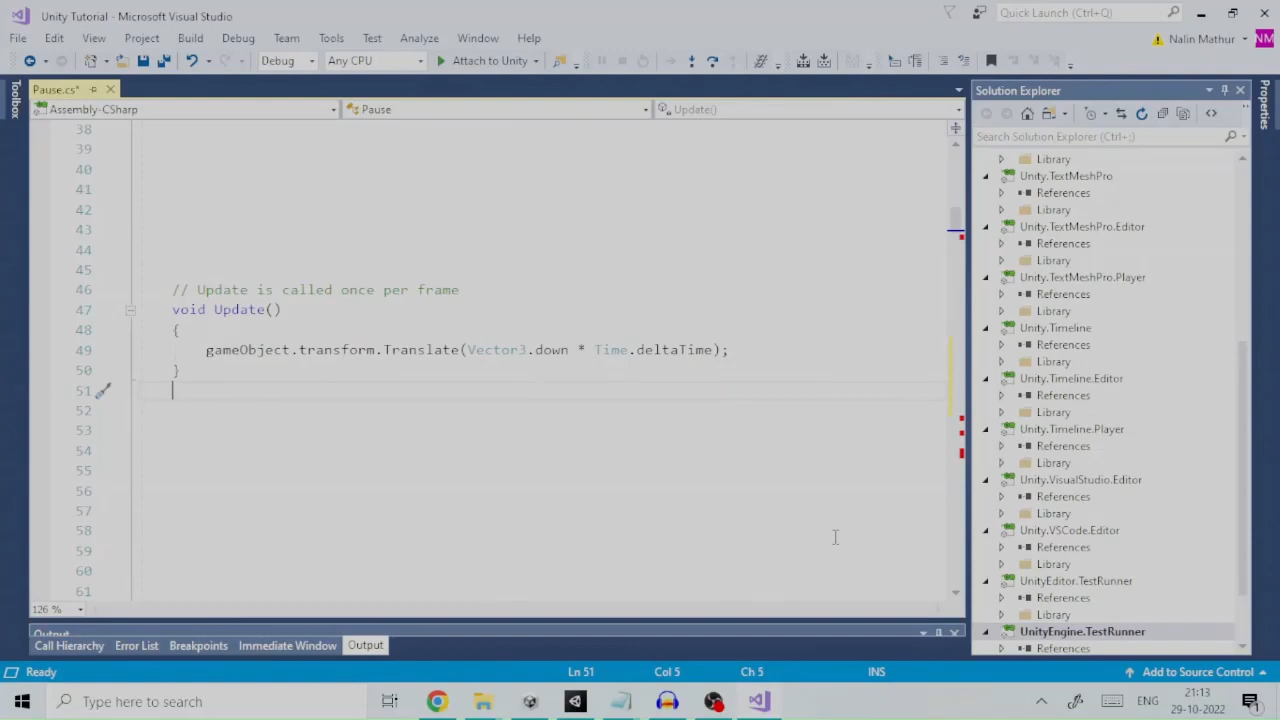 Unity Tutorial - Microsoft Visual Studio
Quick Launch (Ctrl+Q)
File Edit View Project Build Debug Team Tools Test Analyze Window Help
Nalin Mathur NM
Debug Any CPU Attach to Unity
Toolbox
Pause.cs*
Assembly-CSharp Pause Update()
38
39
40
41
42
43
44
45
46 // Update is called once per frame
47 void Update()
48 {
49 gameObject.transform.Translate(Vector3.down * Time.deltaTime);
50 }
51
52
53
54
55
56
57
58
59
60
61
126 %
Output
Call Hierarchy Error List Breakpoints Immediate Window Output
Solution Explorer
Search Solution Explorer (Ctrl+;)
Library
Unity.TextMeshPro
References
Library
Unity.TextMeshPro.Editor
References
Library
Unity.TextMeshPro.Player
References
Library
Unity.Timeline
References
Library
Unity.Timeline.Editor
References
Library
Unity.Timeline.Player
References
Library
Unity.VisualStudio.Editor
References
Library
Unity.VSCode.Editor
References
Library
UnityEditor.TestRunner
References
Library
UnityEngine.TestRunner
References
Properties
Ready Ln 51 Col 5 Ch 5 INS Add to Source Control
Type here to search
ENG
21:13
29-10-2022
1